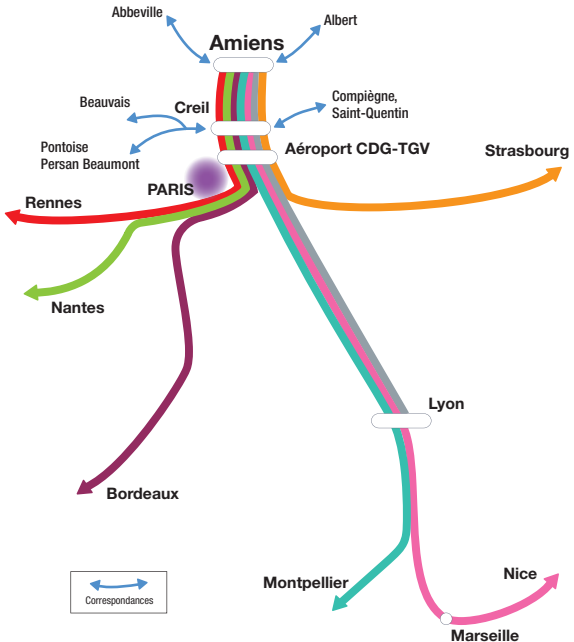 Abbeville
Albert
Amiens
Beauvais
Creil
Compiègne,
Saint-Quentin
Pontoise
Persan Beaumont
Aéroport CDG-TGV
Strasbourg
PARIS
Rennes
Nantes
Lyon
Bordeaux
Montpellier
Nice
Correspondances
Marseille